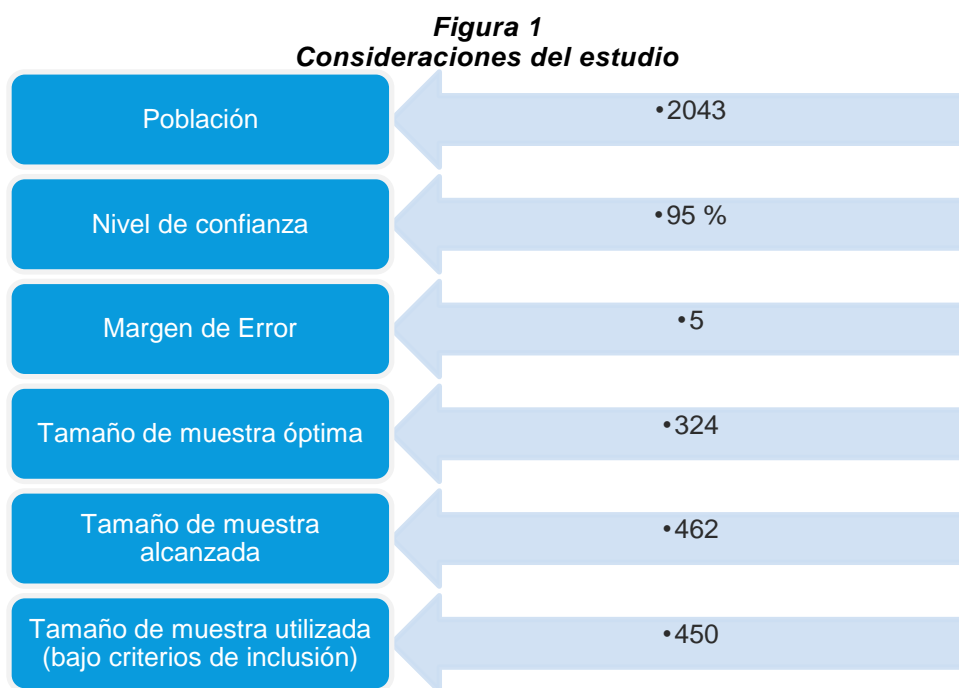 Figura 1
Consideraciones del estudio
Población
•2043
Nivel de confianza
•95 %
Margen de Error
•5
Tamaño de muestra óptima
•324
Tamaño de muestra
alcanzada
•462
Tamaño de muestra utilizada
(bajo criterios de inclusión)
•450